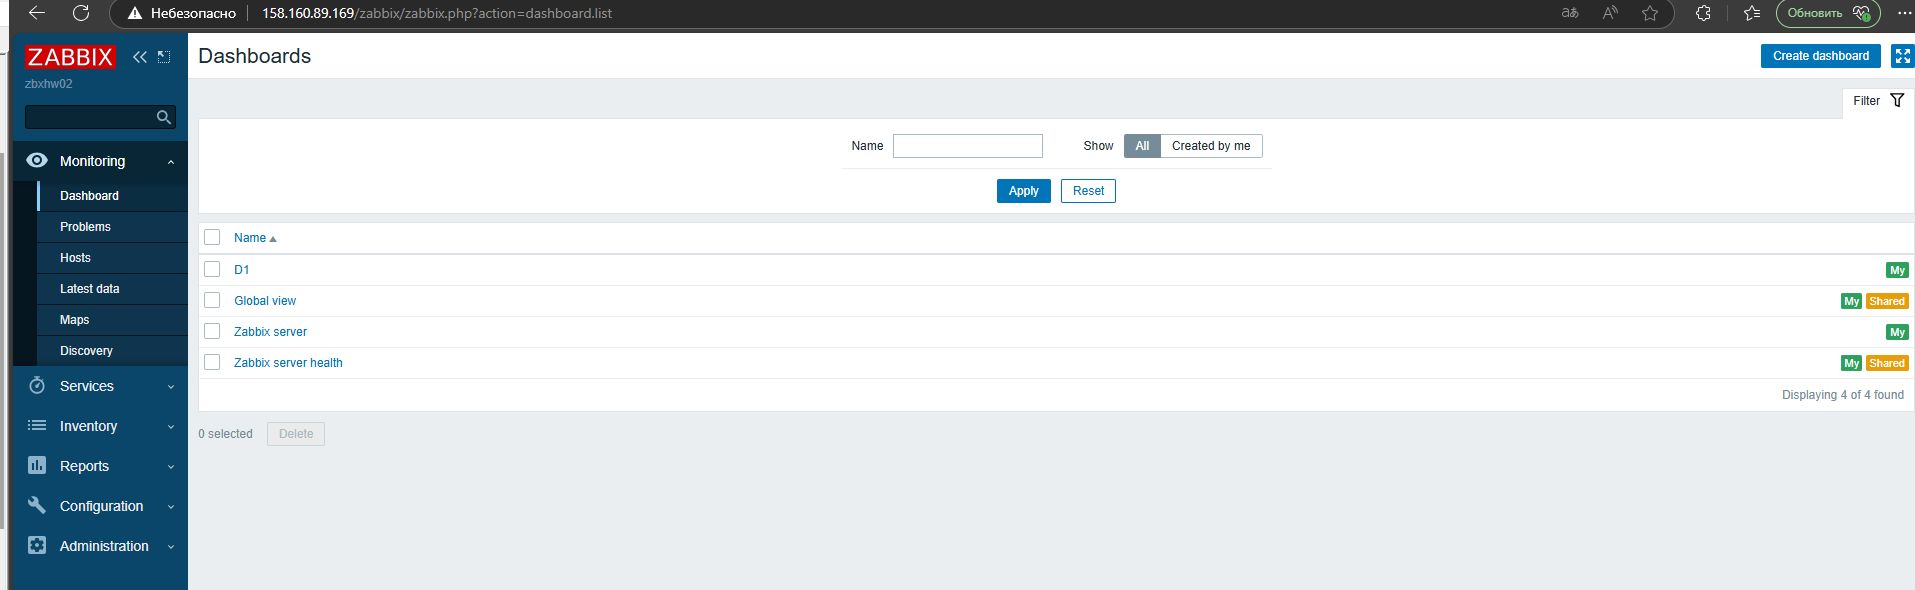 Небезопасно 158.160.89.169/zabbix/zabbix.php?action=dashboard.list Обновить
ZABBIX
zbxhw02
Monitoring
Dashboard
Problems
Hosts
Latest data
Maps
Discovery
Services
Inventory
Reports
Configuration
Administration
Dashboards Create dashboard
Filter
Name Show All Created by me
Apply Reset
Name
D1 My
Global view My Shared
Zabbix server My
Zabbix server health My Shared
Displaying 4 of 4 found
0 selected Delete